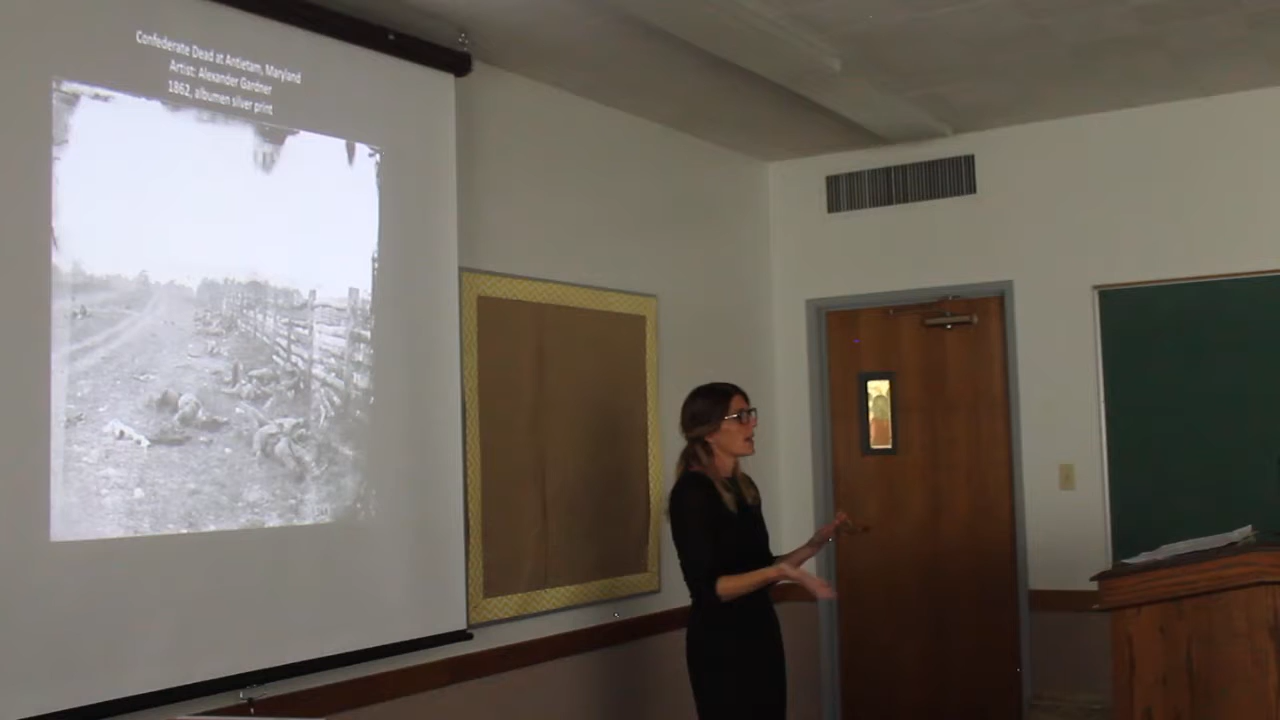 Confederate Dead at Antietam, Maryland
Artist: Alexander Gardner
1862, albumen silver print